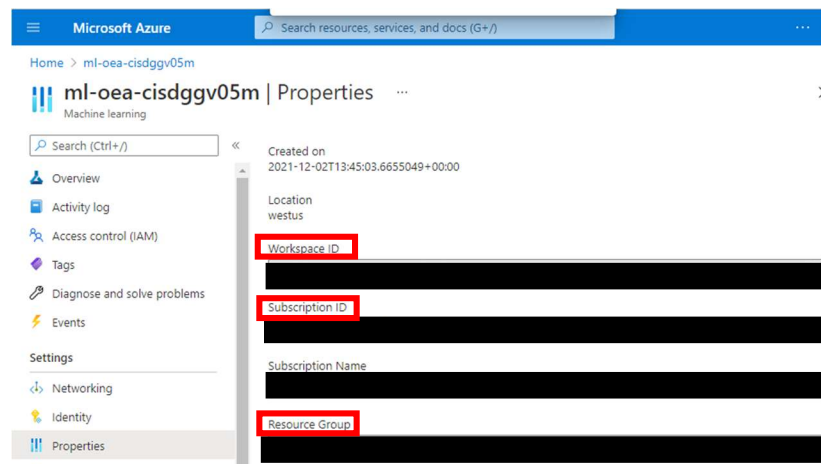 Microsoft Azure
Search resources, services, and docs (G+/)
Home > ml-oea-cisdggv05m
ml-oea-cisdggv05m | Properties ...
Machine learning
Search (Ctrl+/)
«
Overview
Activity log
Access control (IAM)
Tags
Diagnose and solve problems
Events
Settings
Networking
Identity
Properties
Created on
2021-12-02T13:45:03.6655049+00:00
Location
westus
Workspace ID
Subscription ID
Subscription Name
Resource Group